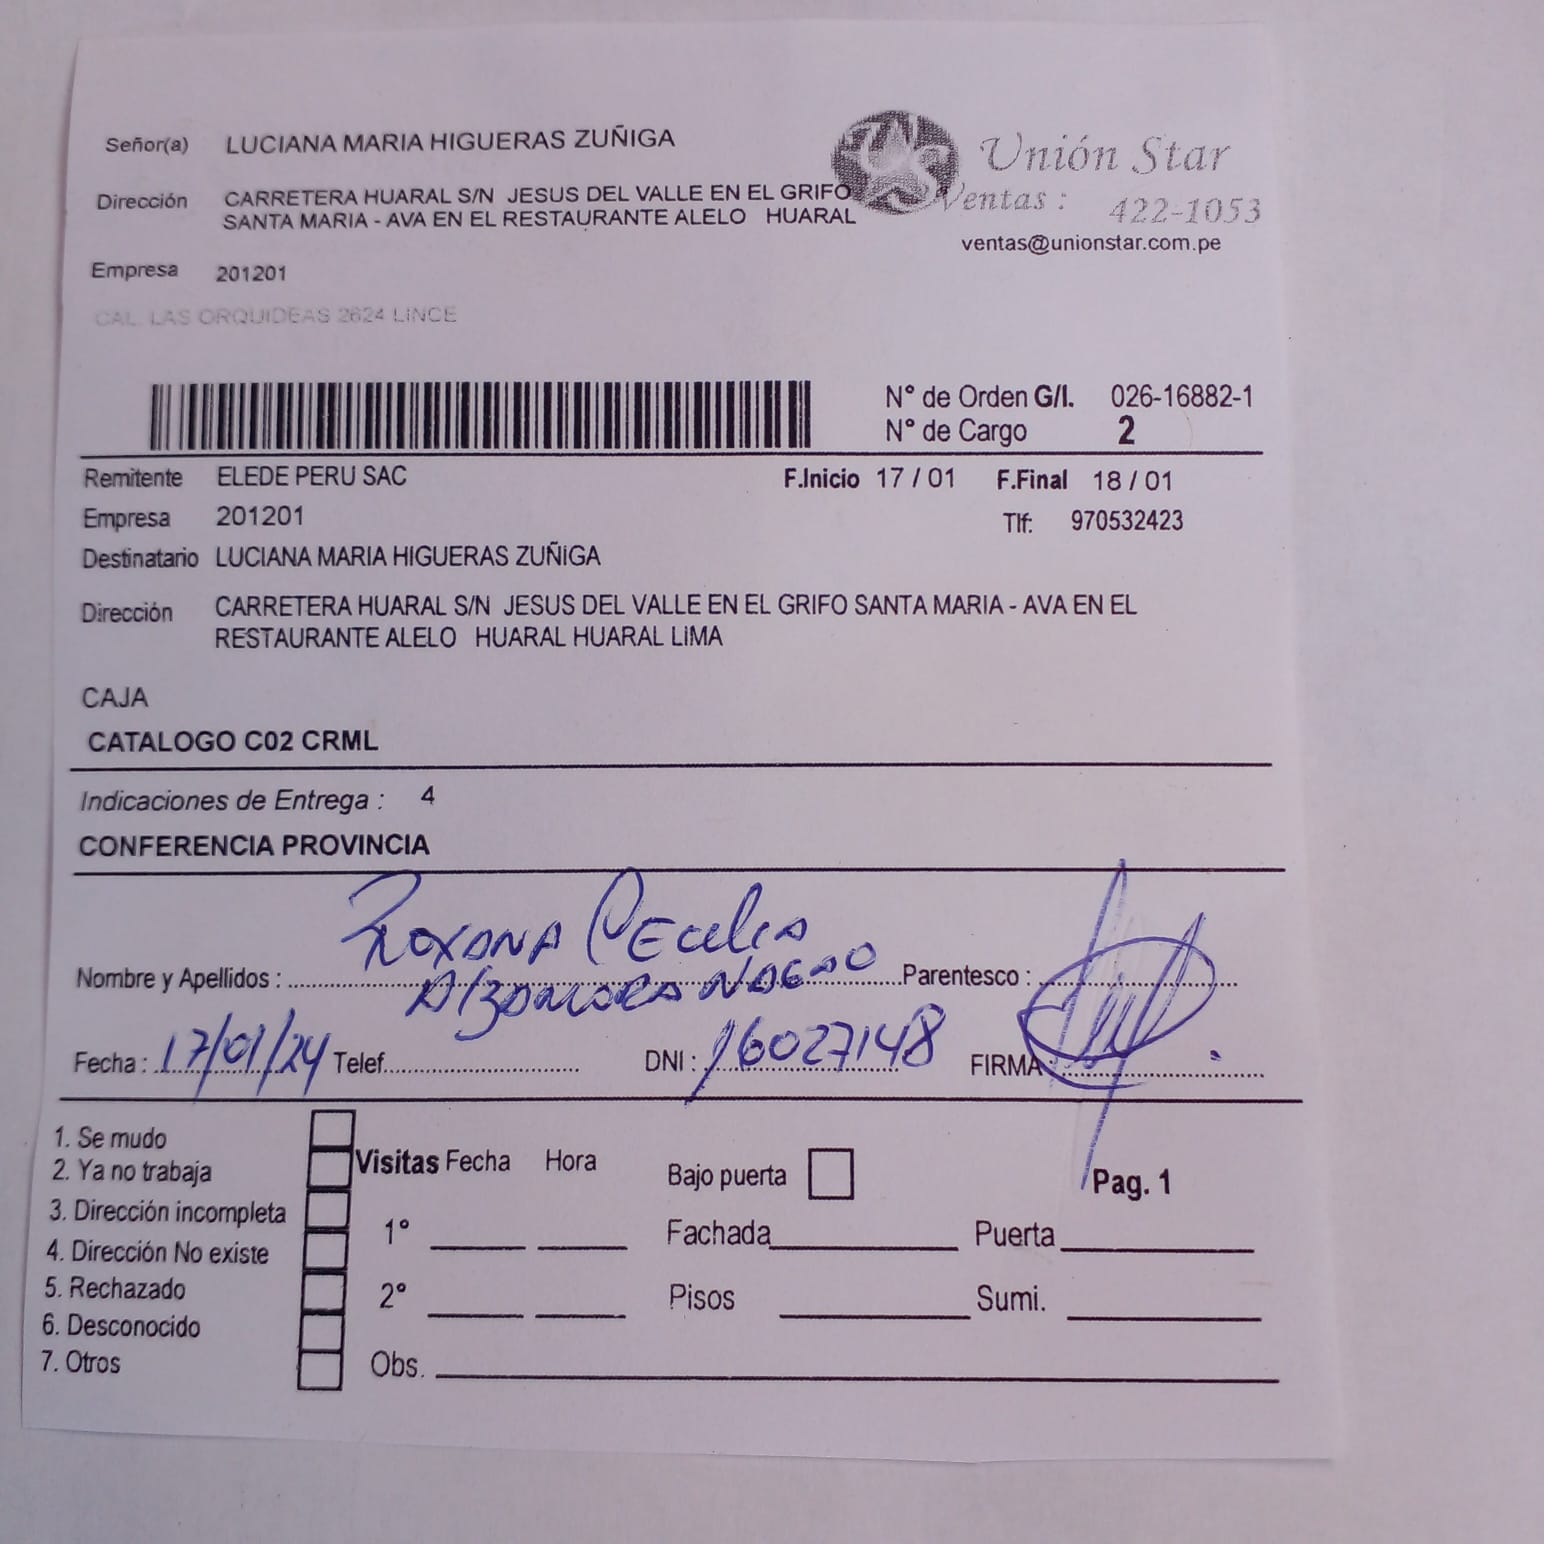 Señor(a) LUCIANA MARIA HIGUERAS ZUÑIGA
Unión Star
Ventas : 422-1053
ventas@unionstar.com.pe
Dirección CARRETERA HUARAL S/N JESUS DEL VALLE EN EL GRIFO
SANTA MARIA - AVA EN EL RESTAURANTE ALELO HUARAL
Empresa 201201
CAL. LAS ORQUIDEAS 2624 LINCE
N° de Orden G/I. 026-16882-1
N° de Cargo 2
Remitente ELEDE PERU SAC F.Inicio 17 / 01 F.Final 18 / 01
Empresa 201201 Tlf: 970532423
Destinatario LUCIANA MARIA HIGUERAS ZUÑIGA
Dirección CARRETERA HUARAL S/N JESUS DEL VALLE EN EL GRIFO SANTA MARIA - AVA EN EL
RESTAURANTE ALELO HUARAL HUARAL LIMA
CAJA
CATALOGO C02 CRML
Indicaciones de Entrega : 4
CONFERENCIA PROVINCIA
Roxana Cecilia
Nombre y Apellidos : Parentesco :
Fecha : 17/01/24 Telef. DNI : 16027148 FIRMA :
1. Se mudo
2. Ya no trabaja
3. Dirección incompleta
4. Dirección No existe
5. Rechazado
6. Desconocido
7. Otros
Visitas Fecha Hora Bajo puerta Pag. 1
1° Fachada Puerta
2° Pisos Sumi.
Obs.